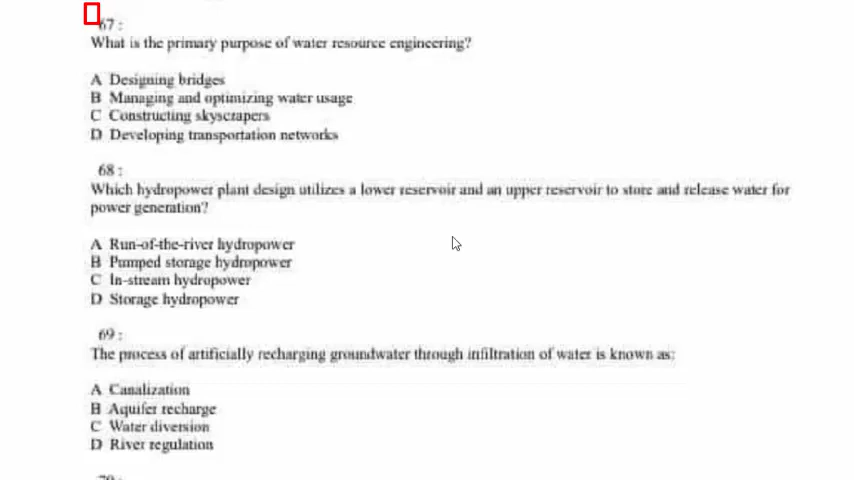 67 :
What is the primary purpose of water resource engineering?
A Designing bridges
B Managing and optimizing water usage
C Constructing skyscrapers
D Developing transportation networks
68 :
Which hydropower plant design utilizes a lower reservoir and an upper reservoir to store and release water for
power generation?
A Run-of-the-river hydropower
B Pumped storage hydropower
C In-stream hydropower
D Storage hydropower
69 :
The process of artificially recharging groundwater through infiltration of water is known as:
A Canalization
B Aquifer recharge
C Water diversion
D River regulation